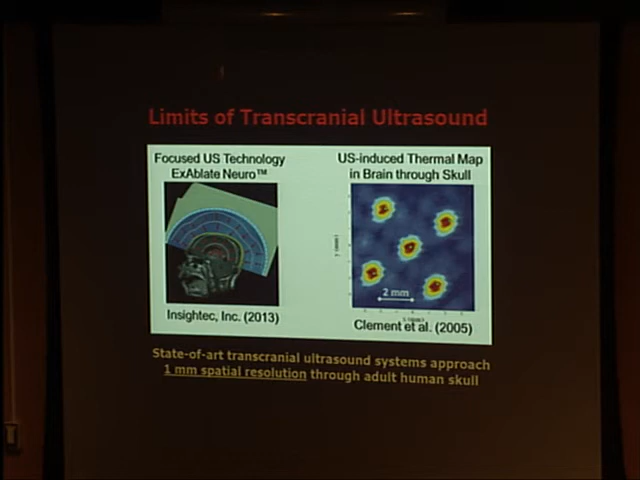 Limits of Transcranial Ultrasound
Focused US Technology
ExAblate Neuro™
US-induced Thermal Map
in Brain through Skull
2 mm
Insightec, Inc. (2013)
Clement et al. (2005)
State-of-art transcranial ultrasound systems approach
1 mm spatial resolution through adult human skull